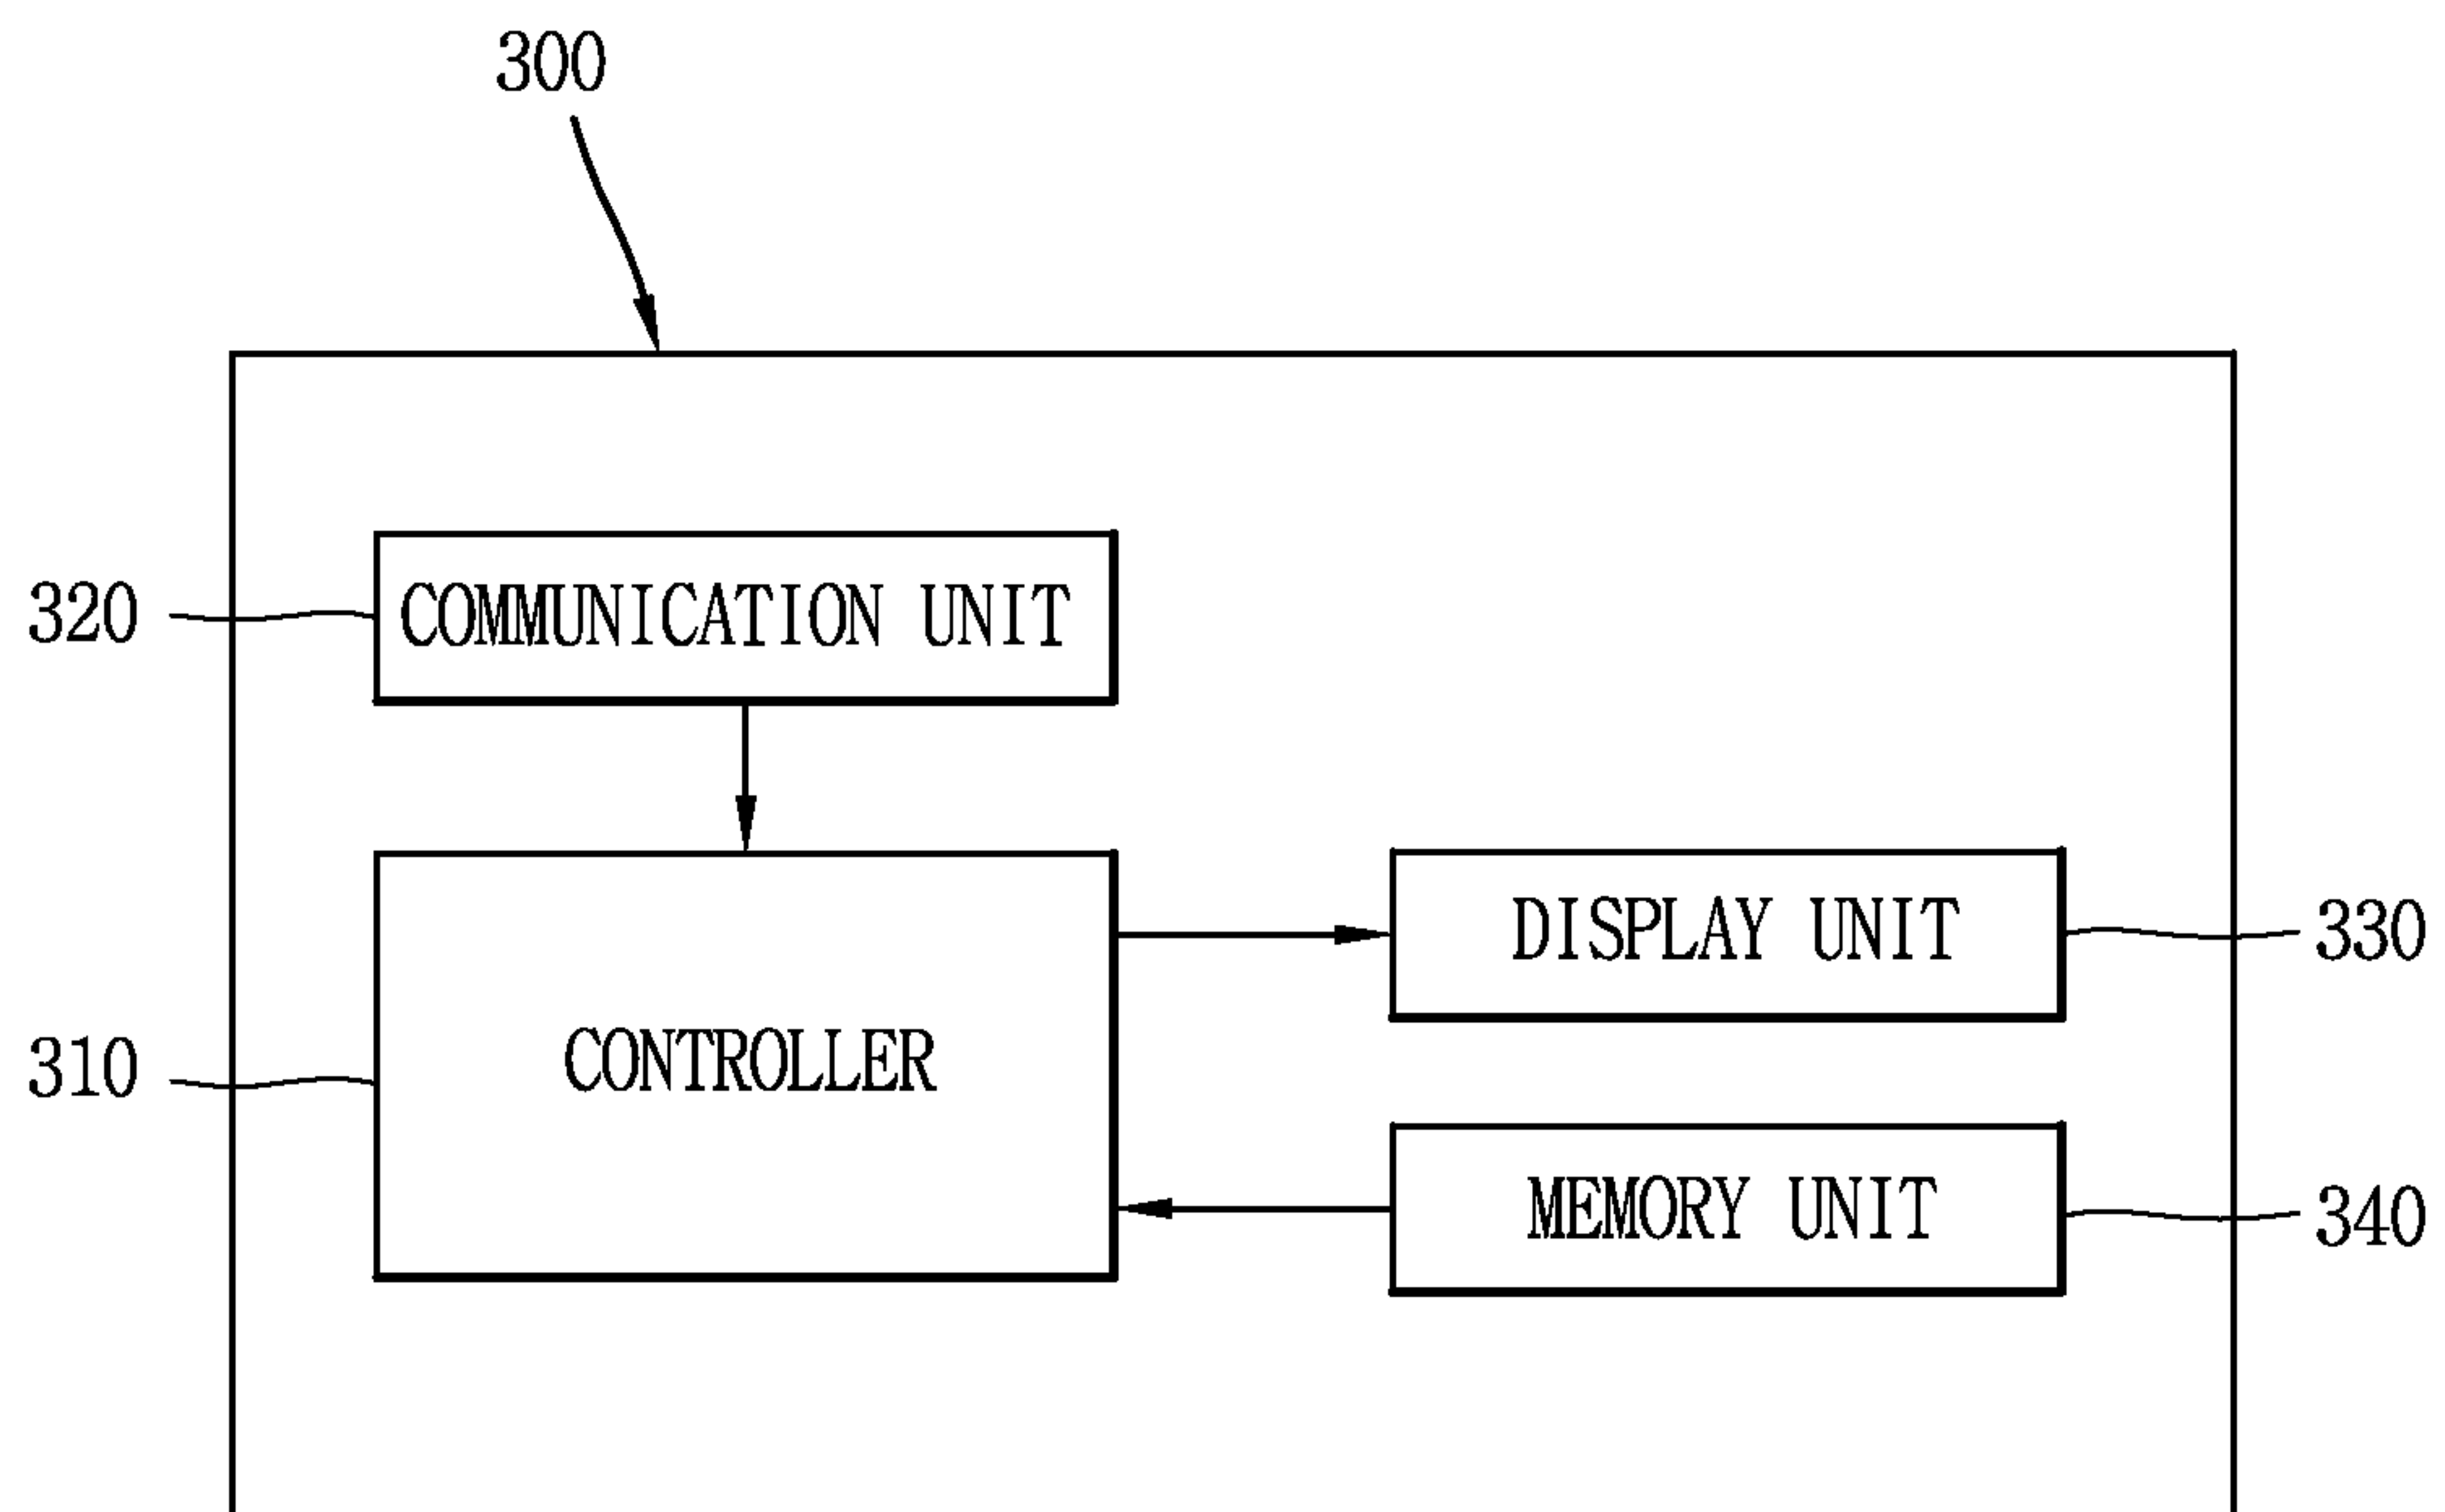 300
320
COMMUNICATION UNIT
DISPLAY UNIT
330
310
CONTROLLER
MEMORY UNIT
340